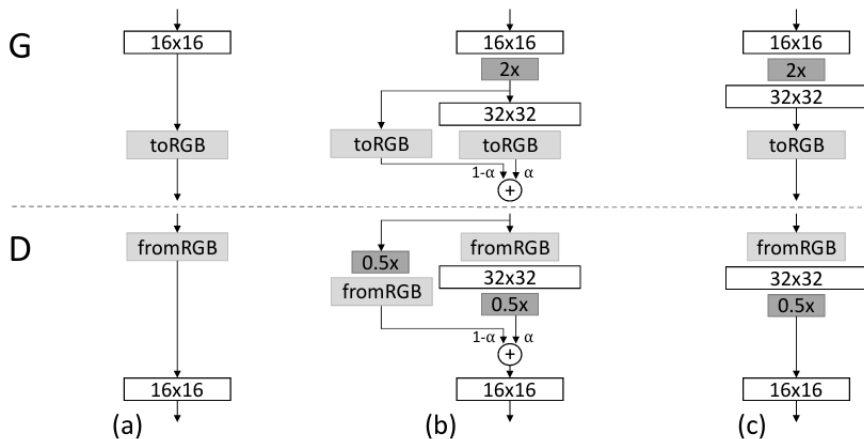 G
16x16
toRGB
16x16
2x
32x32
toRGB
toRGB
1-α
α
+
16x16
2x
32x32
toRGB
D
fromRGB
16x16
(a)
0.5x
fromRGB
fromRGB
32x32
0.5x
1-α
α
+
16x16
(b)
fromRGB
32x32
0.5x
16x16
(c)